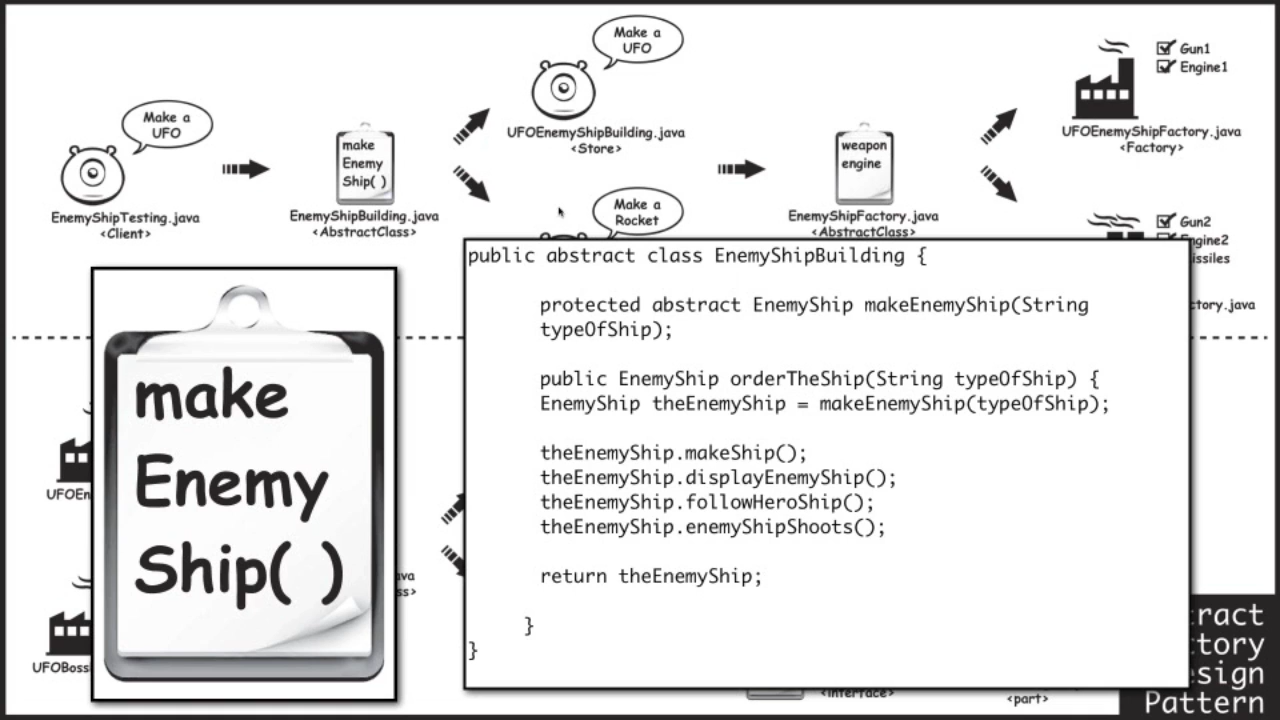 Make a
UFO
EnemyShipTesting.java
<Client>
make
Enemy
Ship( )
EnemyShipBuilding.java
<AbstractClass>
Make a
UFO
UFOEnemyShipBuilding.java
<Store>
Make a
Rocket
weapon
engine
EnemyShipFactory.java
<AbstractClass>
Gun1
Engine1
UFOEnemyShipFactory.java
<Factory>
Gun2
ngine2
issiles
ctory.java
make
Enemy
Ship( )
public abstract class EnemyShipBuilding {
protected abstract EnemyShip makeEnemyShip(String
typeOfShip);
public EnemyShip orderTheShip(String typeOfShip) {
EnemyShip theEnemyShip = makeEnemyShip(typeOfShip);
theEnemyShip.makeShip();
theEnemyShip.displayEnemyShip();
theEnemyShip.followHeroShip();
theEnemyShip.enemyShipShoots();
return theEnemyShip;
}
}
UFOEn
UFOBoss
ava
ss>
<interface>
<part>
ract
tory
sign
Pattern